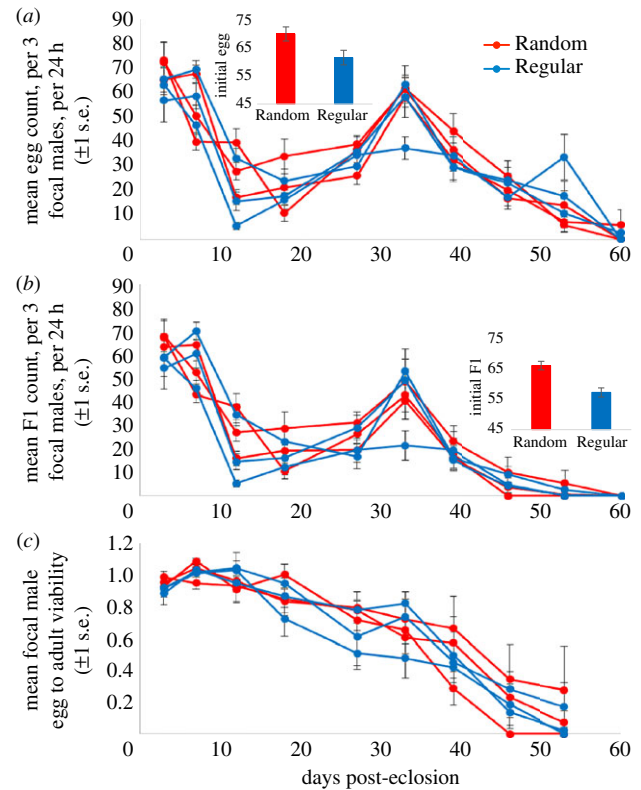 (a)
mean egg count, per 3
focal males, per 24 h
(±1 s.e.)
90
80
70
60
50
40
30
20
10
0 10 20 30 40 50 60
initial egg
75
65
55
45
Random Regular
Random
Regular
(b)
mean F1 count, per 3
focal males, per 24 h
(±1 s.e.)
90
80
70
60
50
40
30
20
10
0 10 20 30 40 50 60
initial F1
75
65
55
45
Random Regular
(c)
mean focal male
egg to adult viability
(±1 s.e.)
1.2
1.0
0.8
0.6
0.4
0.2
0 10 20 30 40 50 60
days post-eclosion